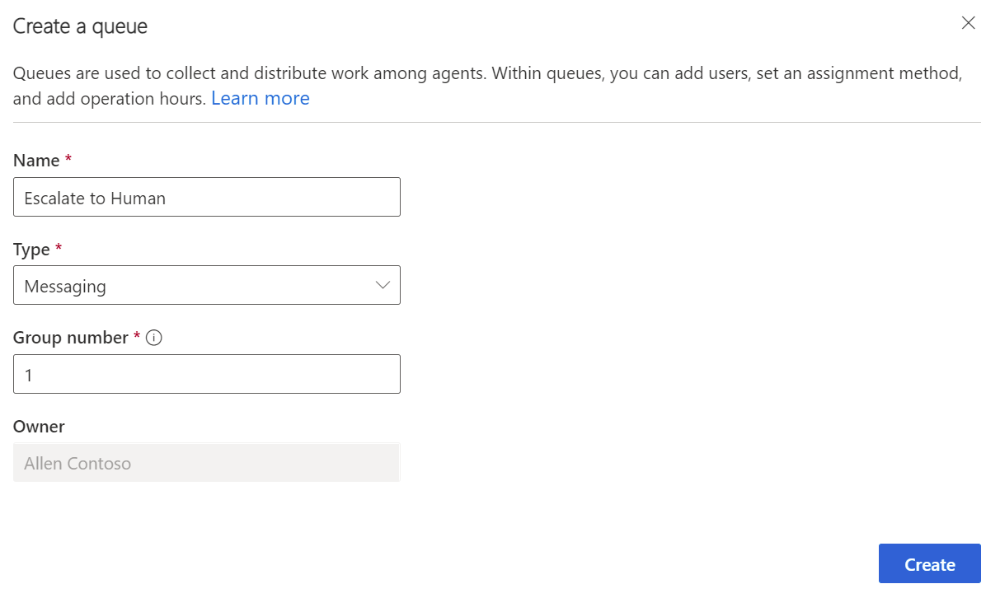 Create a queue
Queues are used to collect and distribute work among agents. Within queues, you can add users, set an assignment method,
and add operation hours. Learn more
Name *
Escalate to Human
Type *
Messaging
Group number *
1
Owner
Allen Contoso
Create